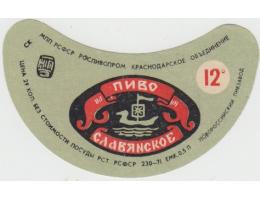 МПП РСФСР РОСПИВОПРОМ КРАСНОДАРСКОЕ ОБЪЕДИНЕНИЕ
НОВОРОССИЙСКИЙ ПИВЗАВОД
12°
ПИВО
СЛАВЯНСКОЕ
ЦЕНА 29 КОП. БЕЗ СТОИМОСТИ ПОСУДЫ РСТ. РСФСР 230-71 ЕМК. 0,5 Л